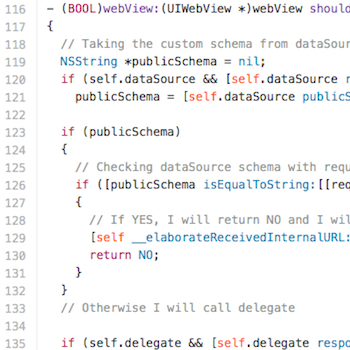 116 - (BOOL)webView:(UIWebView *)webView should
117 {
118 // Taking the custom schema from dataSour
119 NSString *publicSchema = nil;
120 if (self.dataSource && [self.dataSource r
121 publicSchema = [self.dataSource publicS
122
123 if (publicSchema)
124 {
125 // Checking dataSource schema with requ
126 if ([publicSchema isEqualToString:[[req
127 {
128 // If YES, I will return NO and I wil
129 [self __elaborateReceivedInternalURL:
130 return NO;
131 }
132 }
133 // Otherwise I will call delegate
134
135 if (self.delegate && [self.delegate respo